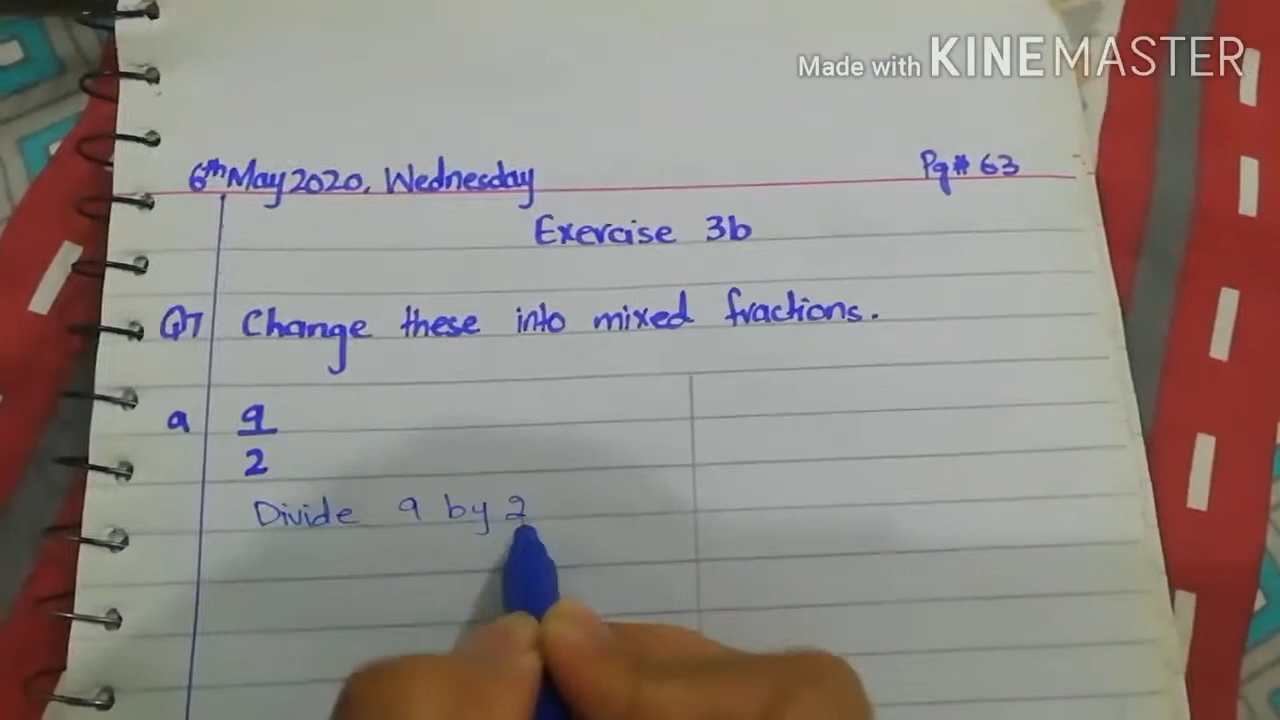 Made with KINEMASTER
6th May 2020, Wednesday Pg# 63
Exercise 3b
Q7 Change these into mixed fractions.
a 9
2
Divide 9 by 2